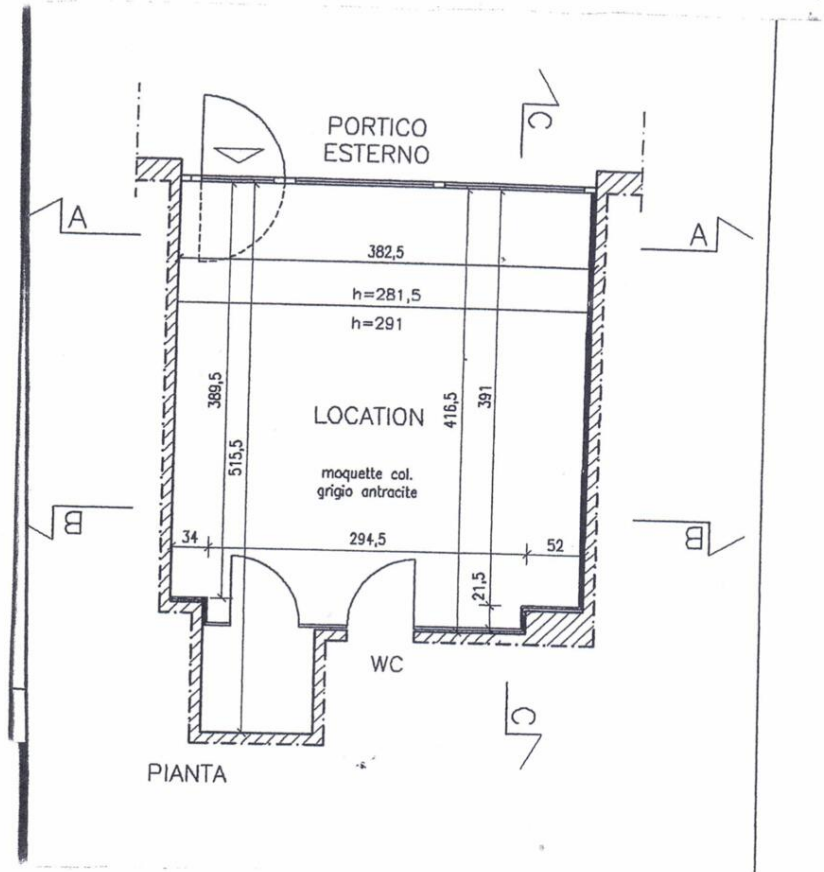 PORTICO
ESTERNO
C
A
A
382,5
h=281,5
h=291
389,5
515,5
416,5
391
LOCATION
moquette col.
grigio antracite
B
B
34
294,5
52
21,5
WC
C
PIANTA